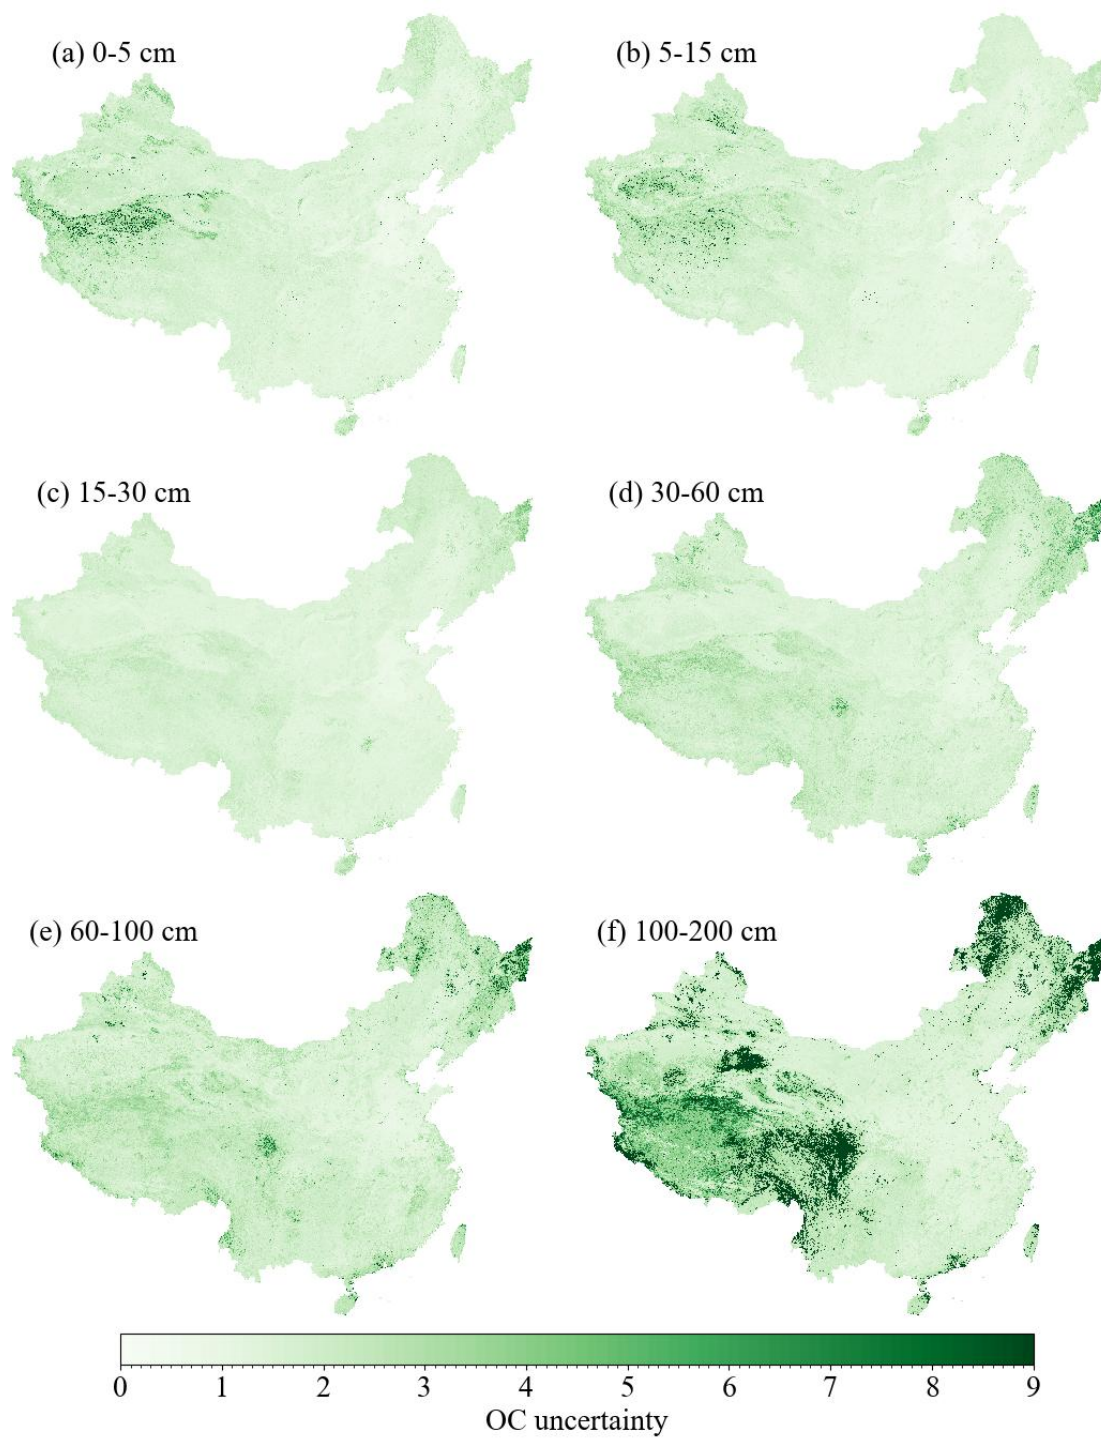 (a) 0-5 cm
(b) 5-15 cm
(c) 15-30 cm
(d) 30-60 cm
(e) 60-100 cm
(f) 100-200 cm
0 1 2 3 4 5 6 7 8 9
OC uncertainty